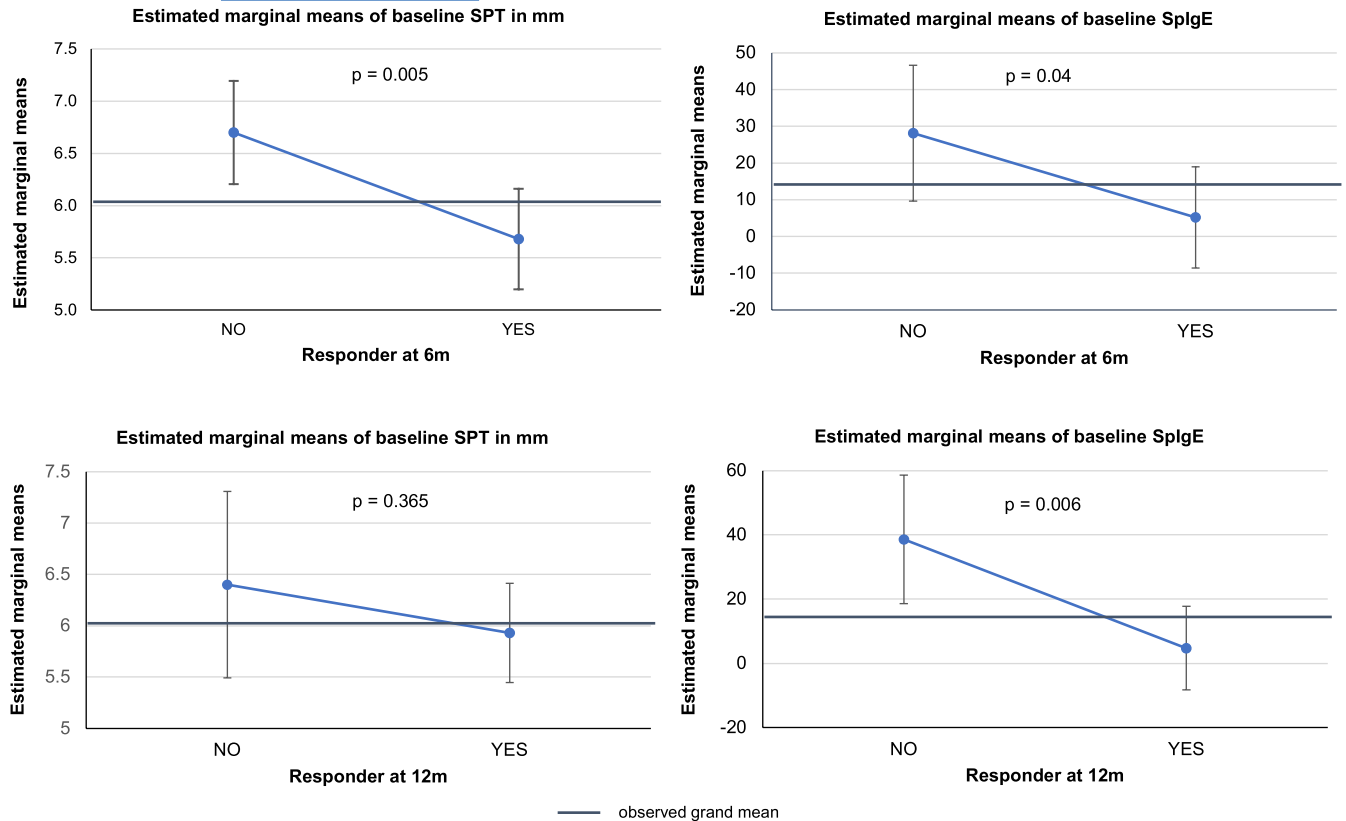 Estimated marginal means of baseline SPT in mm
Estimated marginal means
7.5
7.0
6.5
6.0
5.5
5.0
p = 0.005
NO
YES
Responder at 6m
Estimated marginal means of baseline SpIgE
Estimated marginal means
50
40
30
20
10
0
-10
-20
p = 0.04
NO
YES
Responder at 6m
Estimated marginal means of baseline SPT in mm
Estimated marginal means
7.5
7
6.5
6
5.5
5
p = 0.365
NO
YES
Responder at 12m
Estimated marginal means of baseline SpIgE
Estimated marginal means
60
40
20
0
-20
p = 0.006
NO
YES
Responder at 12m
observed grand mean